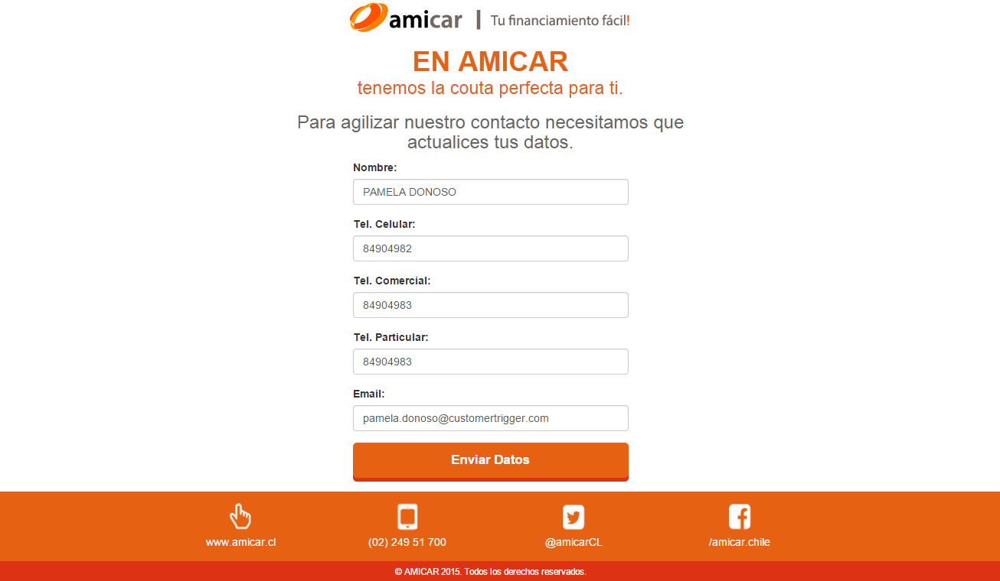 amicar | Tu financiamiento fácil!
EN AMICAR
tenemos la couta perfecta para ti.
Para agilizar nuestro contacto necesitamos que
actualices tus datos.
Nombre:
PAMELA DONOSO
Tel. Celular:
84904982
Tel. Comercial:
84904983
Tel. Particular:
84904983
Email:
pamela.donoso@customertrigger.com
Enviar Datos
www.amicar.cl (02) 249 51 700 @amicarCL /amicar.chile
© AMICAR 2015. Todos los derechos reservados.